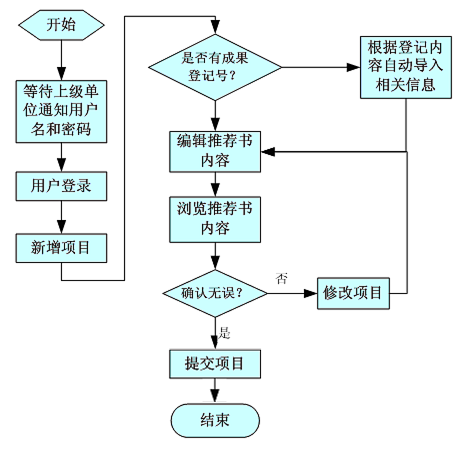 开始
等待上级单
位通知用户
名和密码
用户登录
新增项目
是否有成果
登记号？
根据登记内
容自动导入
相关信息
编辑推荐书
内容
浏览推荐书
内容
确认无误？
否
修改项目
是
提交项目
结束